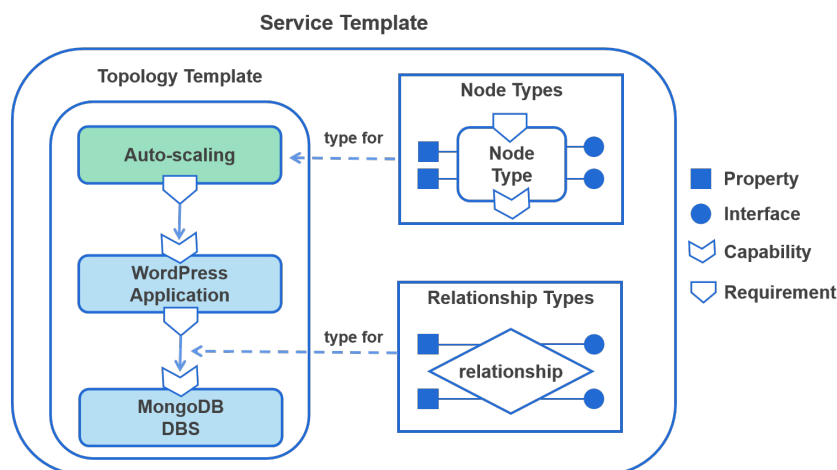 Service Template
Topology Template
Auto-scaling
WordPress
Application
MongoDB
DBS
type for
type for
Node Types
Node
Type
Relationship Types
relationship
Property
Interface
Capability
Requirement